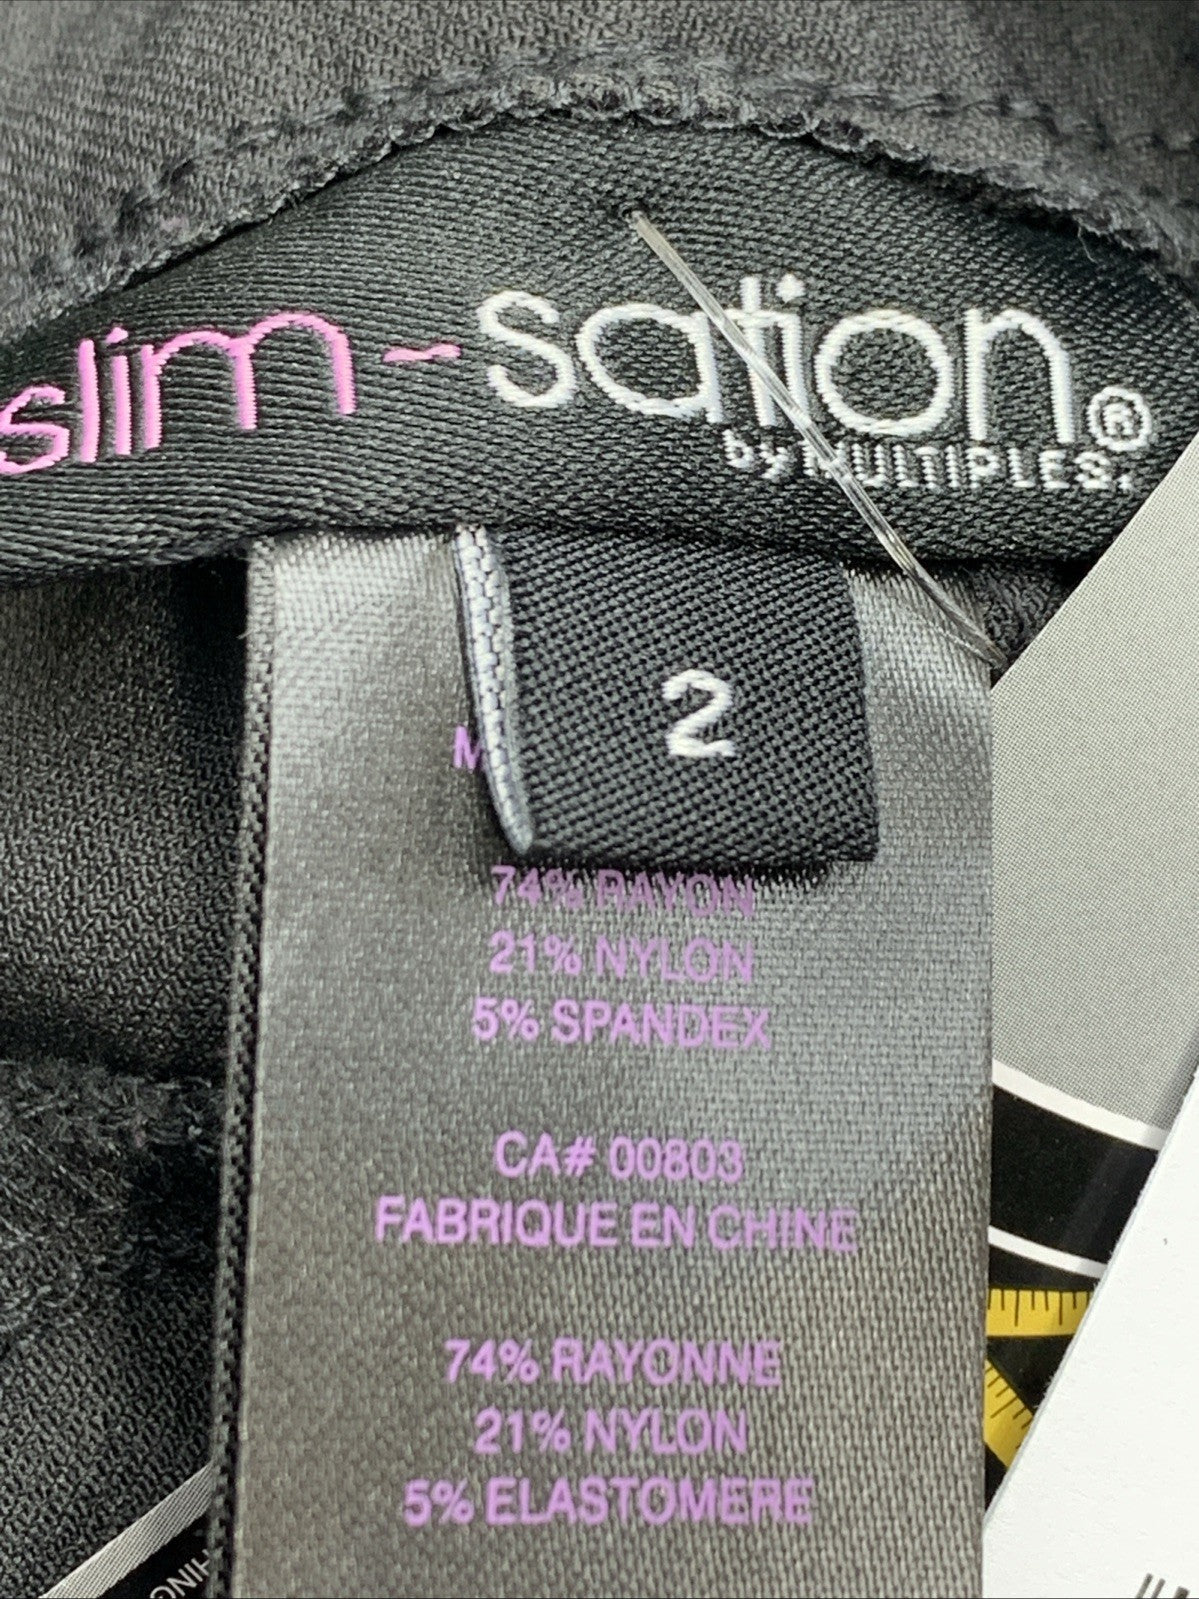 slim-sation®
by MULTIPLES.
2
74% RAYON
21% NYLON
5% SPANDEX
CA# 00803
FABRIQUE EN CHINE
74% RAYONNE
21% NYLON
5% ELASTOMERE